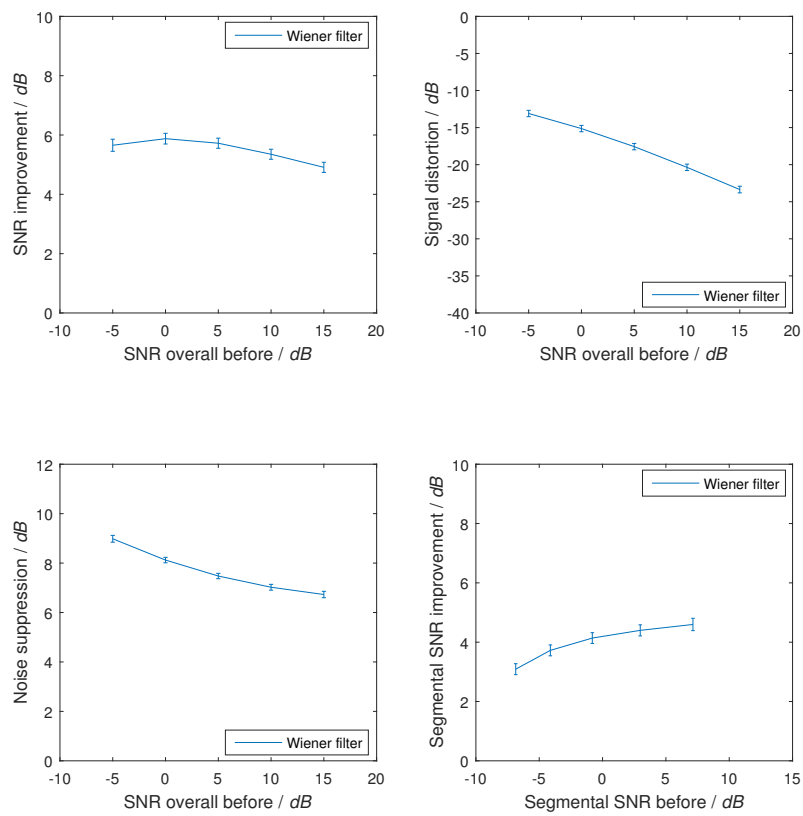 10
8
6
4
2
0
-10 -5 0 5 10 15 20
SNR improvement / dB
SNR overall before / dB
Wiener filter
0
-5
-10
-15
-20
-25
-30
-35
-40
-10 -5 0 5 10 15 20
Signal distortion / dB
SNR overall before / dB
Wiener filter
12
10
8
6
4
2
0
-10 -5 0 5 10 15 20
Noise suppression / dB
SNR overall before / dB
Wiener filter
10
8
6
4
2
0
-10 -5 0 5 10 15
Segmental SNR improvement / dB
Segmental SNR before / dB
Wiener filter